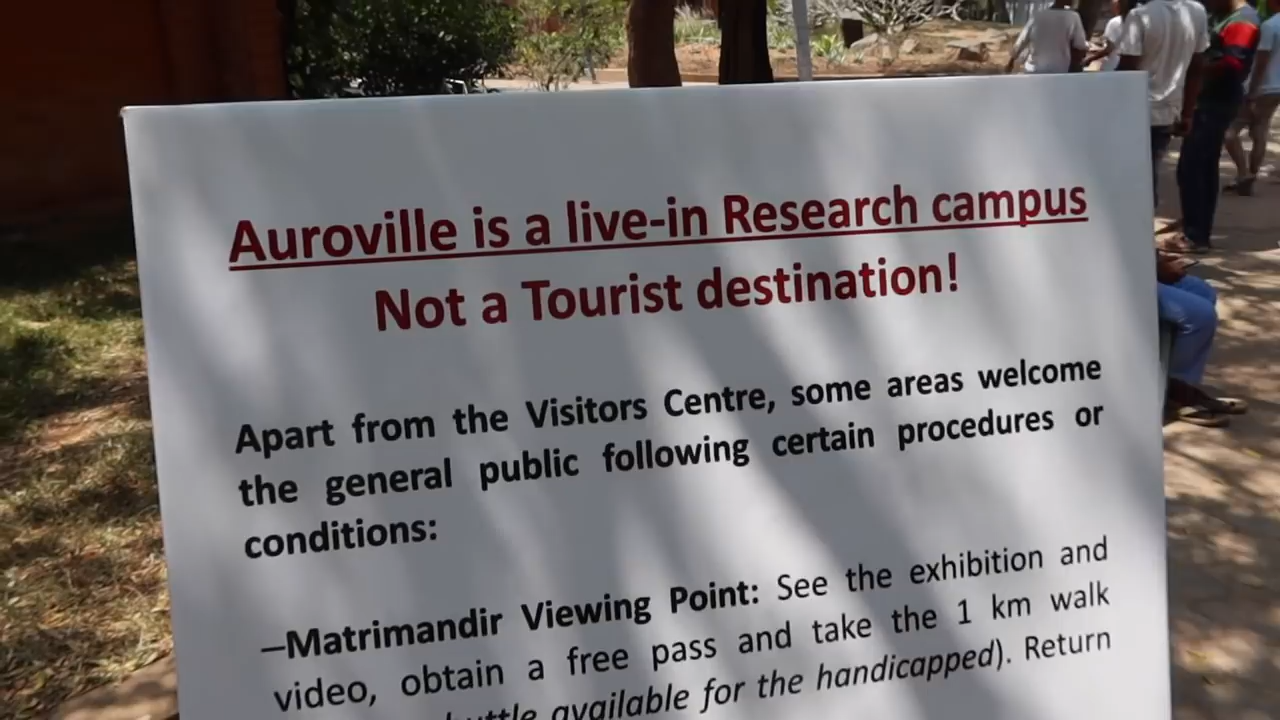 Auroville is a live-in Research campus
Not a Tourist destination!
Apart from the Visitors Centre, some areas welcome
the general public following certain procedures or
conditions:
–Matrimandir Viewing Point: See the exhibition and
video, obtain a free pass and take the 1 km walk
available for the handicapped). Return